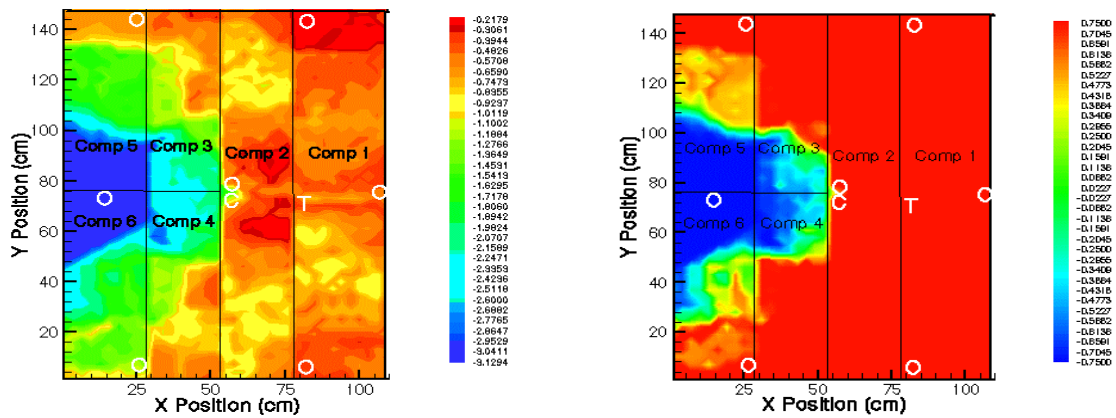 140
120
100
80
60
40
20
25
50
75
100
Y Position (cm)
X Position (cm)
Comp 5
Comp 3
Comp 2
Comp 1
Comp 6
Comp 4
O
O
O
O
O
C
T
O
O
-0.2179
-0.3061
-0.3944
-0.4826
-0.5708
-0.6590
-0.7473
-0.8355
-0.9237
-1.0119
-1.1002
-1.1884
-1.2766
-1.3649
-1.4531
-1.5413
-1.6295
-1.7178
-1.8060
-1.8942
-1.9824
-2.0707
-2.1589
-2.2471
-2.3353
-2.4236
-2.5118
-2.6000
-2.6882
-2.7765
-2.8647
-2.9529
-3.0411
-3.1294
140
120
100
80
60
40
20
25
50
75
100
Y Position (cm)
X Position (cm)
Comp 5
Comp 3
Comp 2
Comp 1
Comp 6
Comp 4
O
O
O
O
O
C
T
O
O
0.7500
0.7045
0.6591
0.6136
0.5682
0.5227
0.4773
0.4318
0.3864
0.3409
0.2955
0.2500
0.2045
0.1591
0.1136
0.0682
0.0227
-0.0227
-0.0682
-0.1136
-0.1591
-0.2045
-0.2500
-0.2955
-0.3409
-0.3864
-0.4318
-0.4773
-0.5227
-0.5682
-0.6136
-0.6591
-0.7045
-0.7500